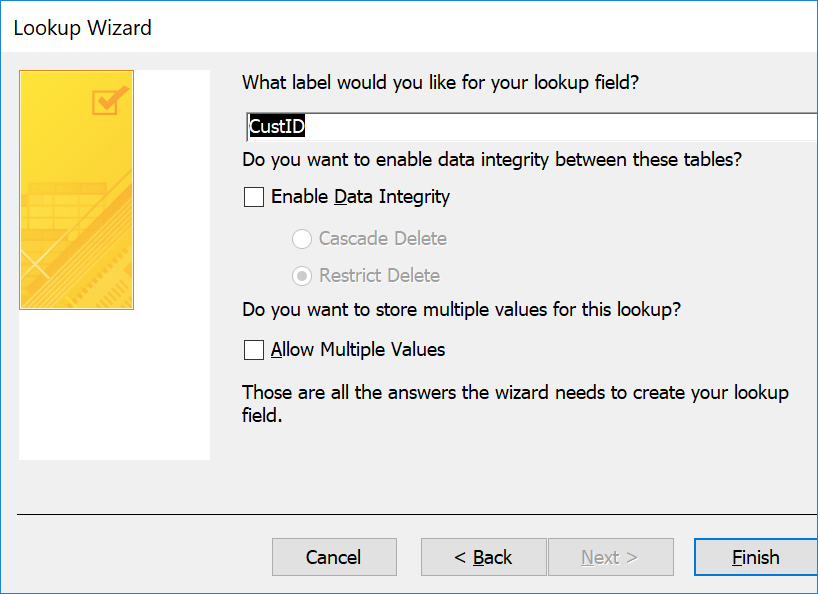 Lookup Wizard
What label would you like for your lookup field?
CustID
Do you want to enable data integrity between these tables?
Enable Data Integrity
Cascade Delete
Restrict Delete
Do you want to store multiple values for this lookup?
Allow Multiple Values
Those are all the answers the wizard needs to create your lookup
field.
Cancel
< Back
Next >
Finish